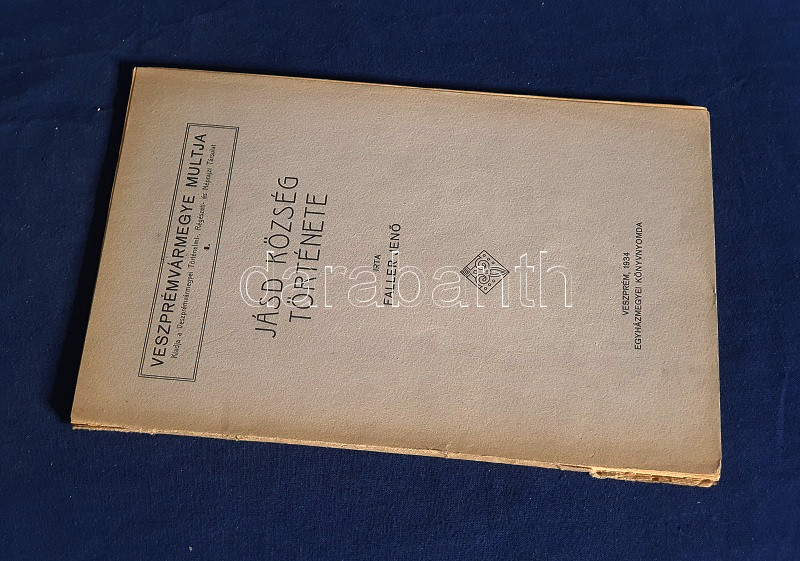 VESZPRÉMVÁRMEGYE MULTJA
Kiadja a Veszprémvármegyei Történelmi-, Régészeti- és Néprajzi Társulat
JÁSD KÖZSÉG
TÖRTÉNETE
IRTA
FALLER JENŐ
VESZPRÉM, 1934
EGYHÁZMEGYEI KÖNYVNYOMDA
darabanth